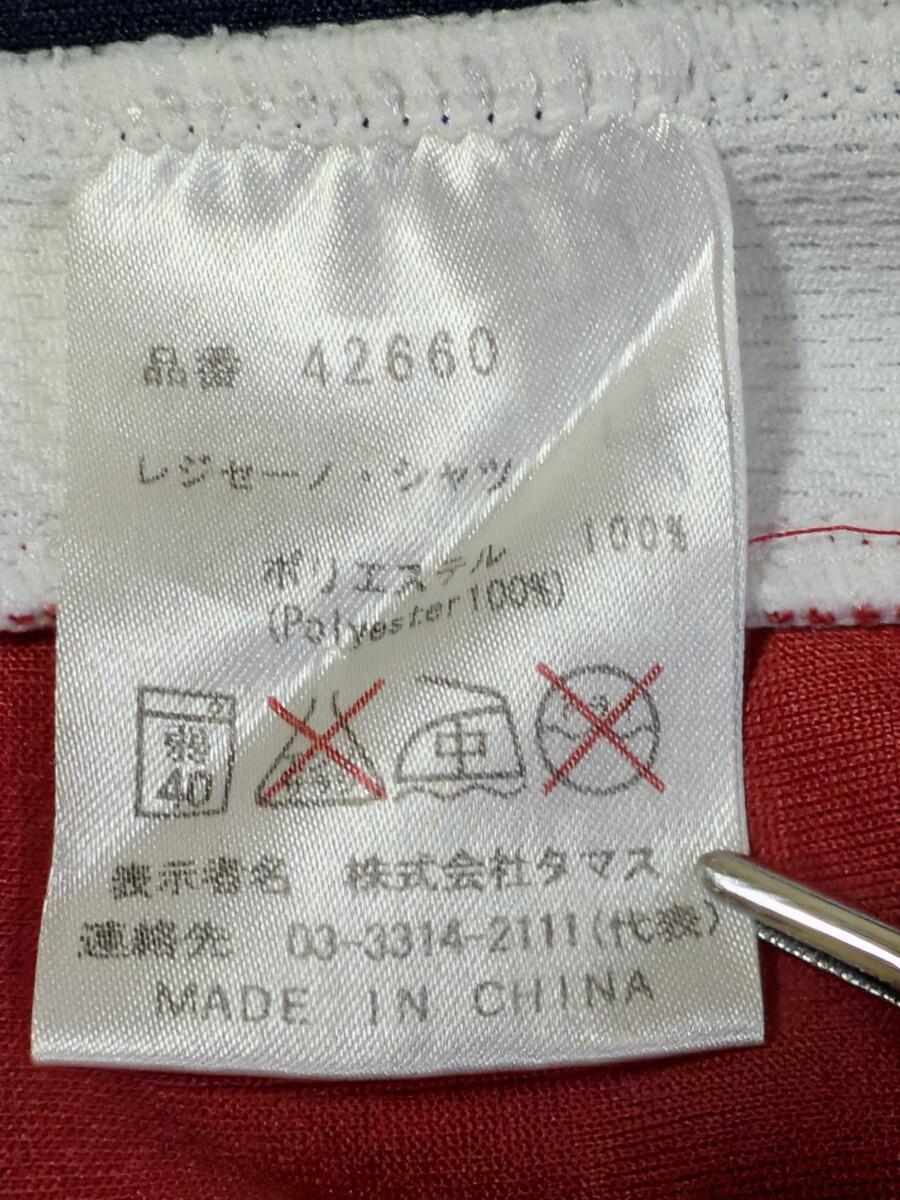 品番 42660
レジセーノ・シャツ
ポリエステル 100%
(Polyester100%)
弱
40
中
表示者名 株式会社タマス
連絡先 03-3314-2111(代表)
MADE IN CHINA